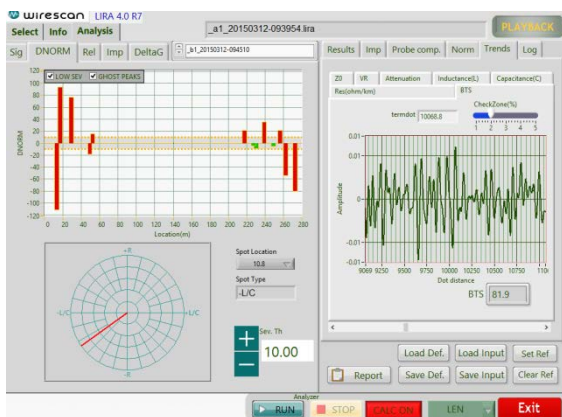 wirescan LIRA 4.0 R7
Select Info Analysis _a1_20150312-093954.lira PLAYBACK
Sig DNORM Rel Imp DeltaG _b1_20150312-094510
Results Imp Probe comp. Norm Trends Log
LOW SEV GHOST PEAKS
Z0 VR Attenuation Inductance(L) Capacitance(C)
Res(ohm/km) BTS
termdot 10068.8 CheckZone(%)
1 2 3 4 5
DNORM
120
100
80
60
40
20
0
-20
-40
-60
-80
-100
-120
0 20 40 60 80 100 120 140 160 180 200 220 240 260 280
Location(m)
Amplitude
0.01
0.01
0
-0.01
-0.01
9069 9250 9500 9750 10000 10250 10500 10750 110
Dot distance
BTS 81.9
+R
-L/C
+L/C
-R
Spot Location
10.8
Spot Type
-L/C
Sev. Th
+ 10.00
-
Load Def. Load Input Set Ref
Report Save Def. Save Input Clear Ref
Analyzer
RUN STOP CALC ON LEN Exit